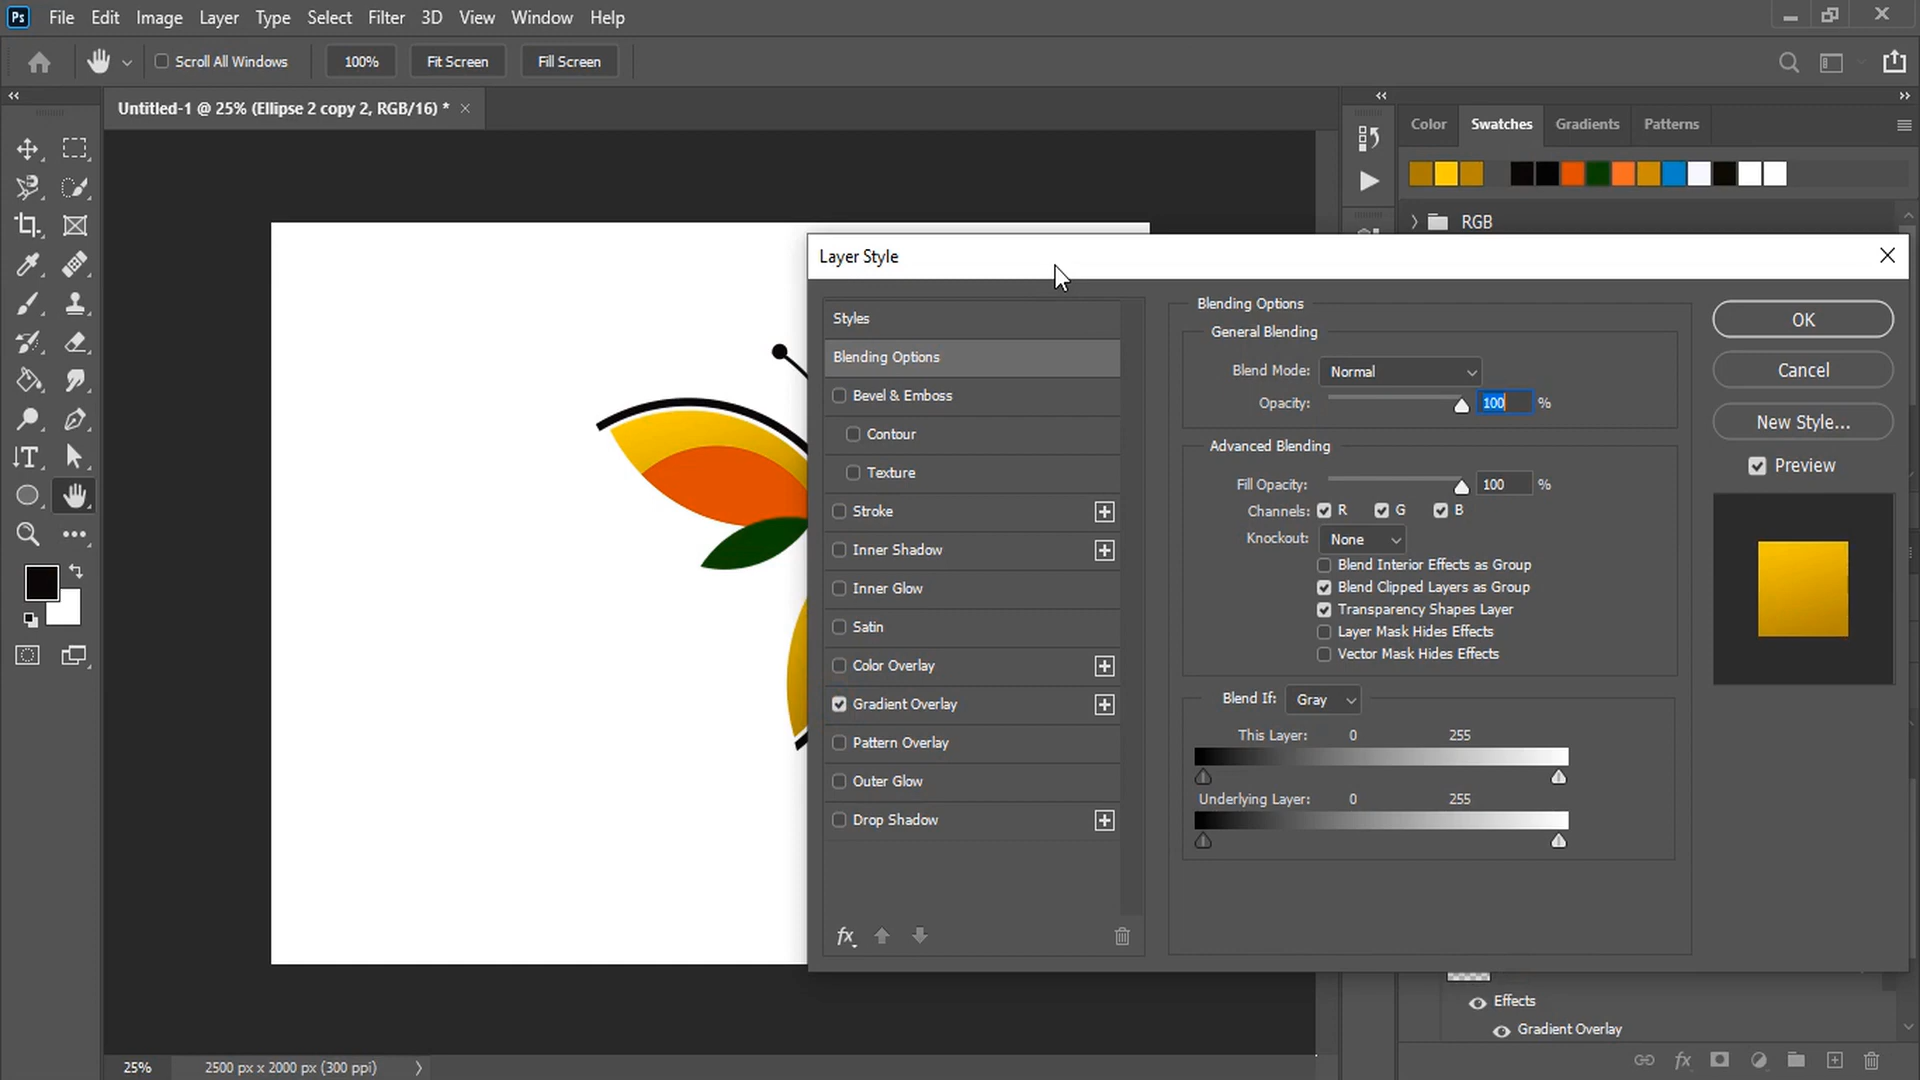 Ps File Edit Image Layer Type Select Filter 3D View Window Help
Scroll All Windows 100% Fit Screen Fill Screen
Untitled-1 @ 25% (Ellipse 2 copy 2, RGB/16) *
Color Swatches Gradients Patterns
RGB
Layer Style
Styles
Blending Options
Bevel & Emboss
Contour
Texture
Stroke
Inner Shadow
Inner Glow
Satin
Color Overlay
Gradient Overlay
Pattern Overlay
Outer Glow
Drop Shadow
fx
Blending Options
General Blending
Blend Mode: Normal
Opacity: 100 %
Advanced Blending
Fill Opacity: 100 %
Channels: R G B
Knockout: None
Blend Interior Effects as Group
Blend Clipped Layers as Group
Transparency Shapes Layer
Layer Mask Hides Effects
Vector Mask Hides Effects
Blend If: Gray
This Layer: 0 255
Underlying Layer: 0 255
OK
Cancel
New Style...
Preview
Effects
Gradient Overlay
fx
25% 2500 px x 2000 px (300 ppi)